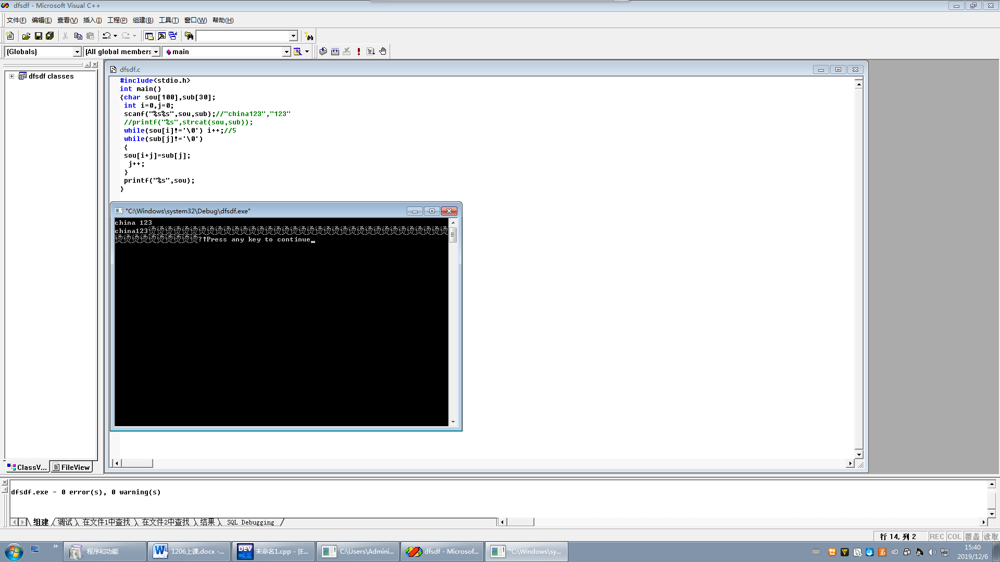 dfsdf - Microsoft Visual C++
文件(F) 编辑(E) 查看(V) 插入(I) 工程(P) 组建(B) 工具(T) 窗口(W) 帮助(H)
(Globals) (All global members main
dfsdf classes
dfsdf.c
#include<stdio.h>
int main()
{char sou[100],sub[30];
int i=0,j=0;
scanf("%s%s",sou,sub);//"china123","123"
//printf("%s",strcat(sou,sub));
while(sou[i]!='\0') i++;//5
while(sub[j]!='\0')
{
sou[i+j]=sub[j];
j++;
}
printf("%s",sou);
}
"C:\Windows\system32\Debug\dfsdf.exe"
china 123
china123烫烫烫烫烫烫烫烫烫烫烫烫烫烫烫烫烫烫烫烫烫烫烫烫烫烫烫烫烫烫烫烫烫烫烫烫
烫烫烫烫烫烫烫烫烫烫?↑Press any key to continue_
ClassV... FileView
dfsdf.exe - 0 error(s), 0 warning(s)
组建 调试 在文件1中查找 在文件2中查找 结果 SQL Debugging
行 14, 列 2 REC COL 覆盖 读取
程序和功能 1206上课.docx -... DEV 未命名1.cpp - [E... C:\Users\Admini... dfsdf - Microsof... "C:\Windows\sy...
15:40
2019/12/6